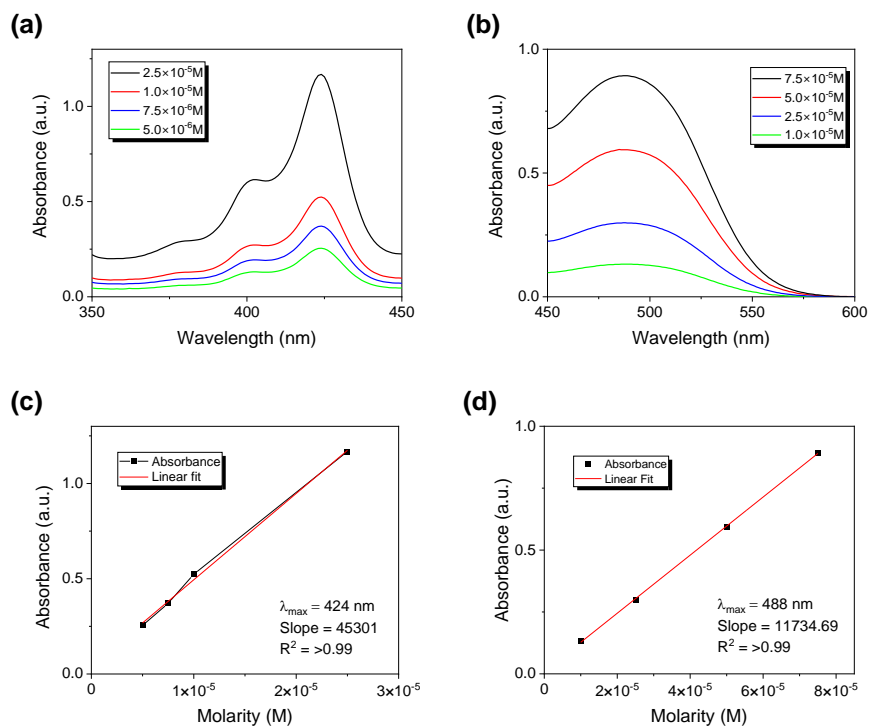 (a)
Absorbance (a.u.)
1.0
0.5
0.0
2.5×10⁻⁵M
1.0×10⁻⁵M
7.5×10⁻⁶M
5.0×10⁻⁶M
350
400
450
Wavelength (nm)
(b)
Absorbance (a.u.)
1.0
0.5
0.0
7.5×10⁻⁵M
5.0×10⁻⁵M
2.5×10⁻⁵M
1.0×10⁻⁵M
450
500
550
600
Wavelength (nm)
(c)
Absorbance (a.u.)
1.0
0.5
0.0
Absorbance
Linear fit
λmax = 424 nm
Slope = 45301
R² = >0.99
0
1×10⁻⁵
2×10⁻⁵
3×10⁻⁵
Molarity (M)
(d)
Absorbance (a.u.)
1.0
0.5
0.0
Absorbance
Linear Fit
λmax = 488 nm
Slope = 11734.69
R² = >0.99
0
2×10⁻⁵
4×10⁻⁵
6×10⁻⁵
8×10⁻⁵
Molarity (M)